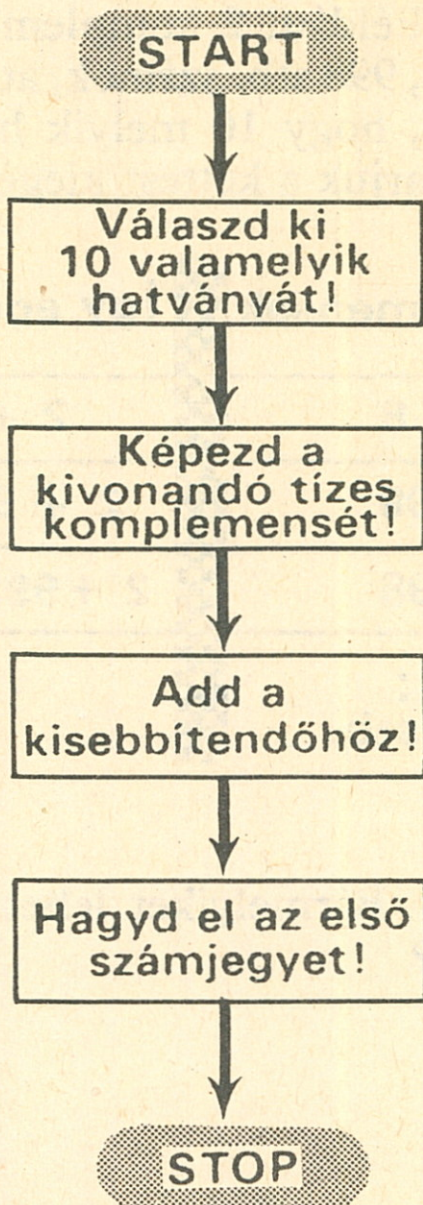 START
Válaszd ki
10 valamelyik
hatványát!
Képezd a
kivonandó tízes
komplemensét!
Add a
kisebbítendőhöz!
Hagyd el az első
számjegyet!
STOP